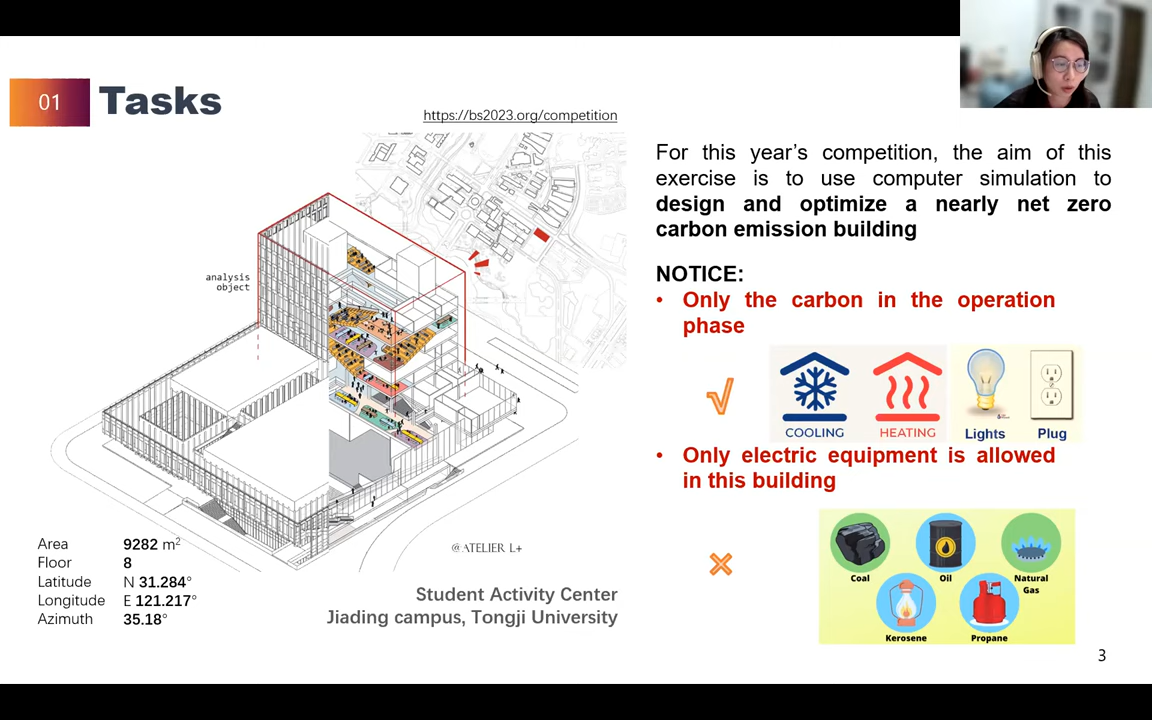 01 Tasks
https://bs2023.org/competition
analysis
object
@ATELIER L+
Area 9282 m²
Floor 8
Latitude N 31.284°
Longitude E 121.217°
Azimuth 35.18°
Student Activity Center
Jiading campus, Tongji University
For this year's competition, the aim of this
exercise is to use computer simulation to
design and optimize a nearly net zero
carbon emission building
NOTICE:
• Only the carbon in the operation
phase
COOLING HEATING Lights Plug
• Only electric equipment is allowed
in this building
Coal Oil Natural
Gas
Kerosene Propane
3